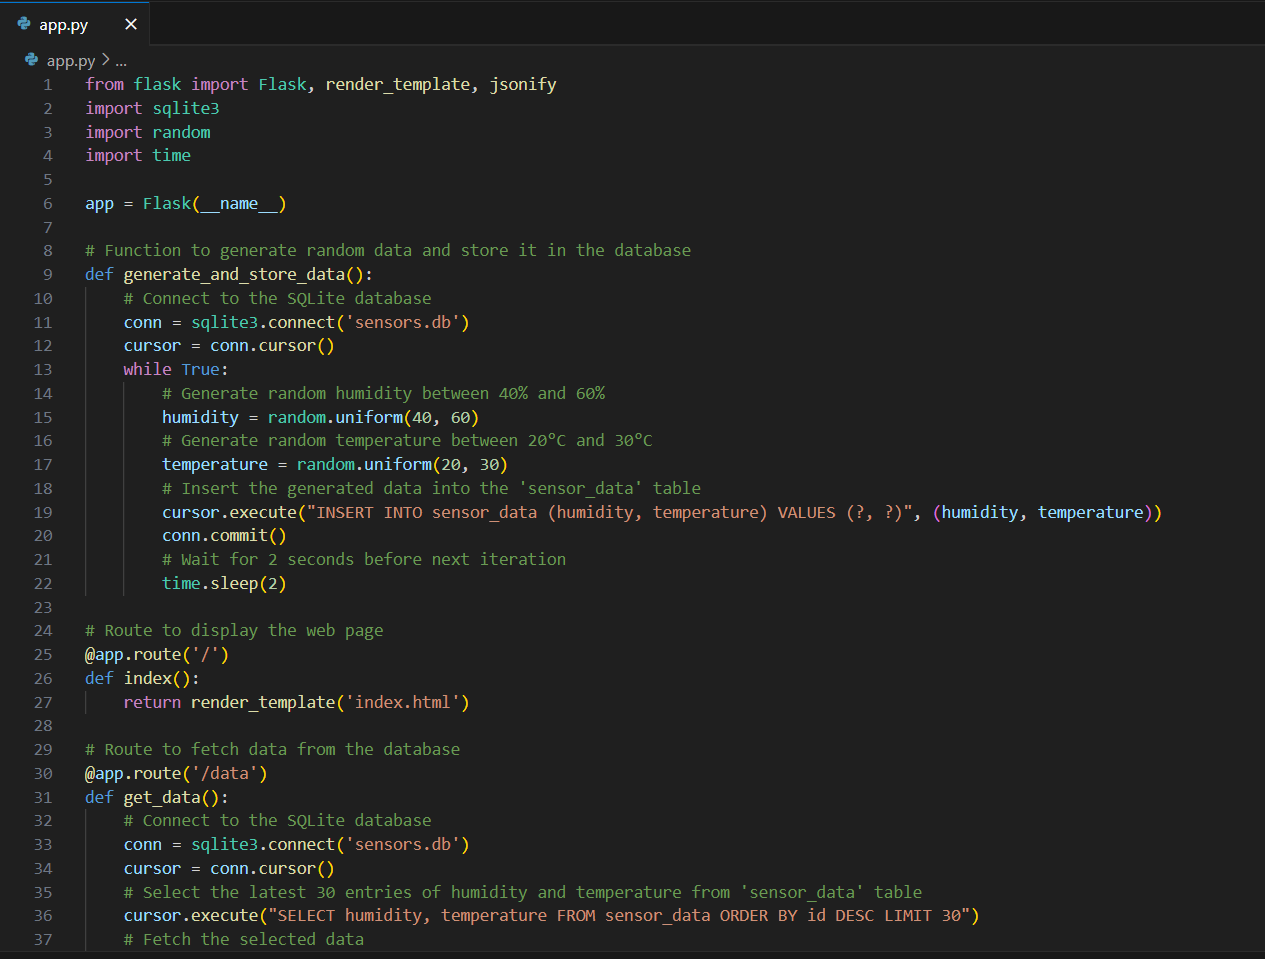 app.py
app.py > ...
1 from flask import Flask, render_template, jsonify
2 import sqlite3
3 import random
4 import time
5
6 app = Flask(__name__)
7
8 # Function to generate random data and store it in the database
9 def generate_and_store_data():
10     # Connect to the SQLite database
11     conn = sqlite3.connect('sensors.db')
12     cursor = conn.cursor()
13     while True:
14         # Generate random humidity between 40% and 60%
15         humidity = random.uniform(40, 60)
16         # Generate random temperature between 20°C and 30°C
17         temperature = random.uniform(20, 30)
18         # Insert the generated data into the 'sensor_data' table
19         cursor.execute("INSERT INTO sensor_data (humidity, temperature) VALUES (?, ?)", (humidity, temperature))
20         conn.commit()
21         # Wait for 2 seconds before next iteration
22         time.sleep(2)
23
24 # Route to display the web page
25 @app.route('/')
26 def index():
27     return render_template('index.html')
28
29 # Route to fetch data from the database
30 @app.route('/data')
31 def get_data():
32     # Connect to the SQLite database
33     conn = sqlite3.connect('sensors.db')
34     cursor = conn.cursor()
35     # Select the latest 30 entries of humidity and temperature from 'sensor_data' table
36     cursor.execute("SELECT humidity, temperature FROM sensor_data ORDER BY id DESC LIMIT 30")
37     # Fetch the selected data